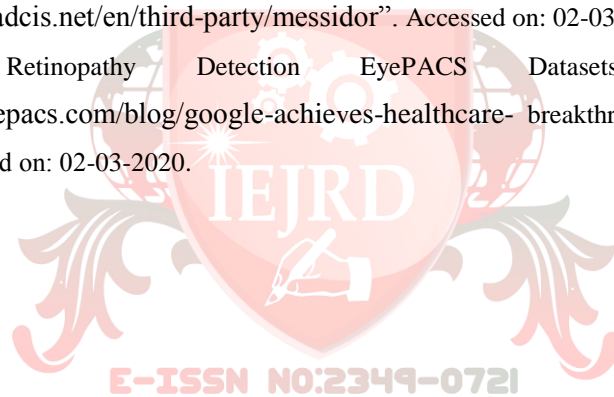 adcis.net/en/third-party/messidor”. Accessed on: 02-03
Retinopathy Detection EyePACS Datasets
epacs.com/blog/google-achieves-healthcare- breakthr
d on: 02-03-2020.
IEJRD
E-ISSN NO:2349-0721